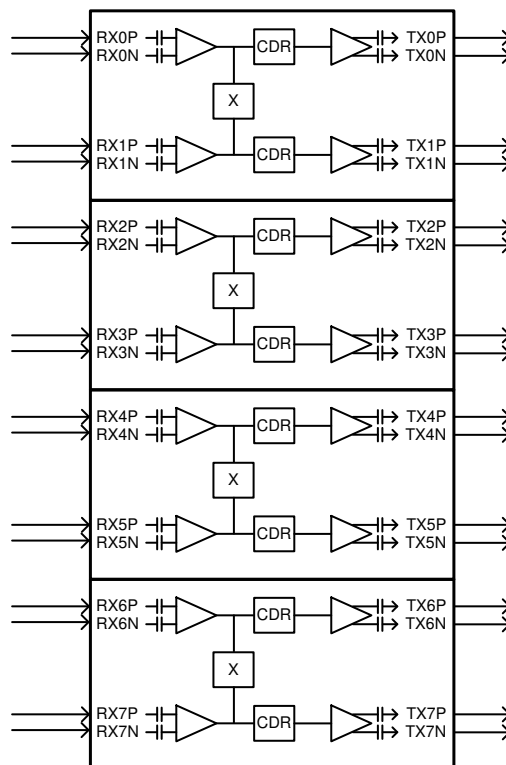 RX0P CDR TX0P
RX0N TX0N
X
RX1P CDR TX1P
RX1N TX1N
RX2P CDR TX2P
RX2N TX2N
X
RX3P CDR TX3P
RX3N TX3N
RX4P CDR TX4P
RX4N TX4N
X
RX5P CDR TX5P
RX5N TX5N
RX6P CDR TX6P
RX6N TX6N
X
RX7P CDR TX7P
RX7N TX7N